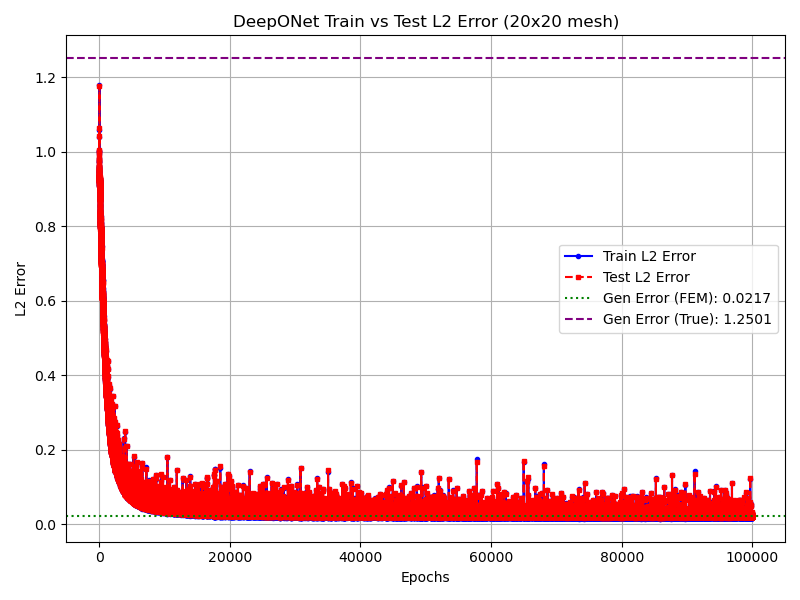 DeepONet Train vs Test L2 Error (20x20 mesh)
L2 Error
1.2
1.0
0.8
0.6
0.4
0.2
0.0
Train L2 Error
Test L2 Error
Gen Error (FEM): 0.0217
Gen Error (True): 1.2501
0 20000 40000 60000 80000 100000
Epochs